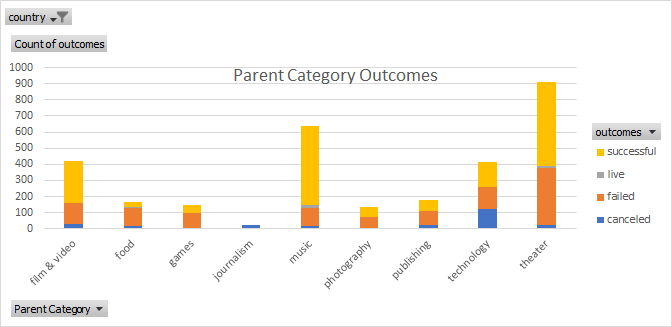 country
Count of outcomes
Parent Category Outcomes
1000
900
800
700
600
500
400
300
200
100
0
film & video
food
games
journalism
music
photography
publishing
technology
theater
outcomes
successful
live
failed
canceled
Parent Category